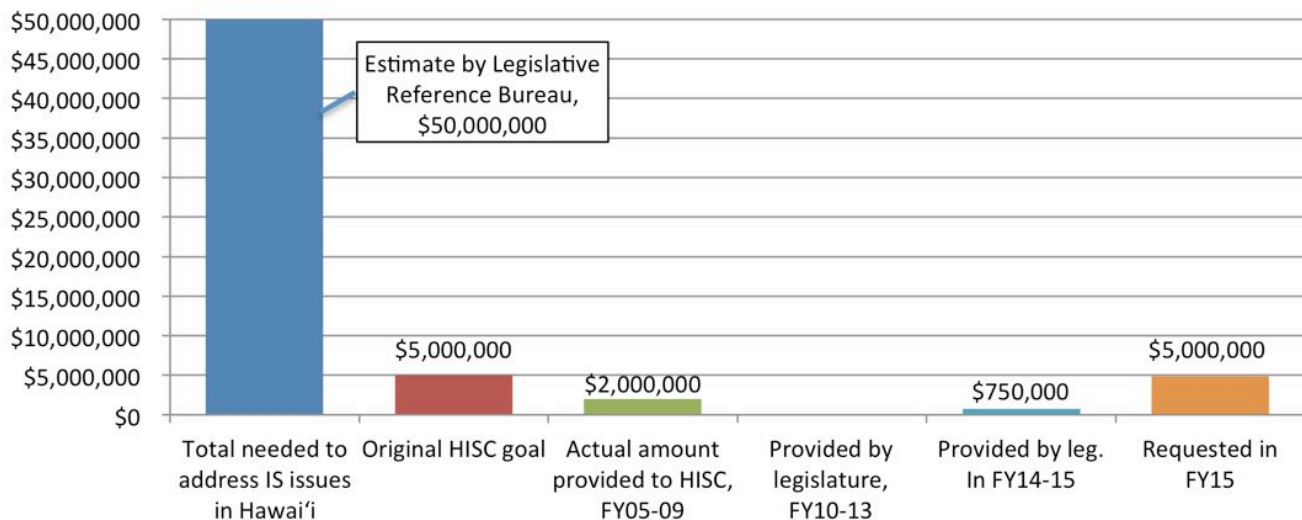 $50,000,000
$45,000,000
$40,000,000
$35,000,000
$30,000,000
$25,000,000
$20,000,000
$15,000,000
$10,000,000
$5,000,000
$0
Estimate by Legislative
Reference Bureau,
$50,000,000
$5,000,000
$2,000,000
$750,000
$5,000,000
Total needed to
address IS issues
in Hawaiʻi
Original HISC goal
Actual amount
provided to HISC,
FY05-09
Provided by
legislature,
FY10-13
Provided by leg.
In FY14-15
Requested in
FY15